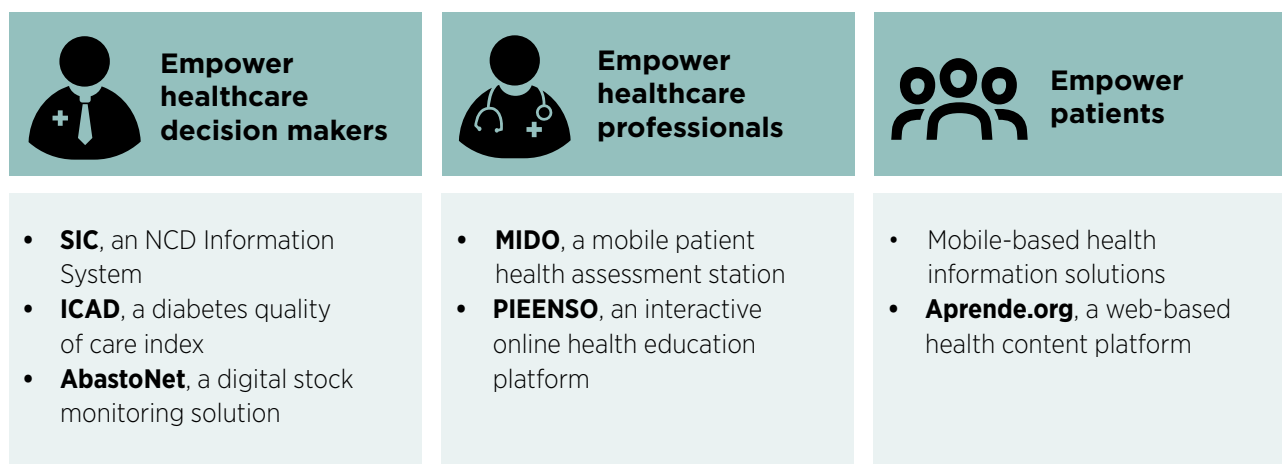 Empower
healthcare
decision makers
• SIC, an NCD Information
System
• ICAD, a diabetes quality
of care index
• AbastoNet, a digital stock
monitoring solution
Empower
healthcare
professionals
• MIDO, a mobile patient
health assessment station
• PIEENSO, an interactive
online health education
platform
Empower
patients
• Mobile-based health
information solutions
• Aprende.org, a web-based
health content platform